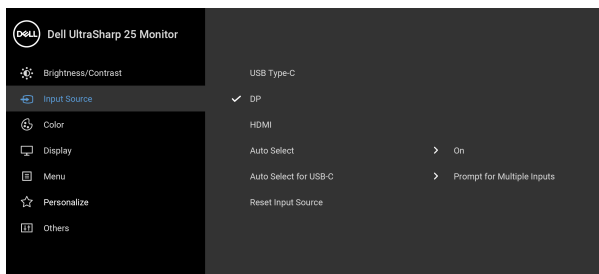 DELL Dell UltraSharp 25 Monitor
Brightness/Contrast USB Type-C
Input Source DP
Color HDMI
Display Auto Select On
Menu Auto Select for USB-C Prompt for Multiple Inputs
Personalize Reset Input Source
Others